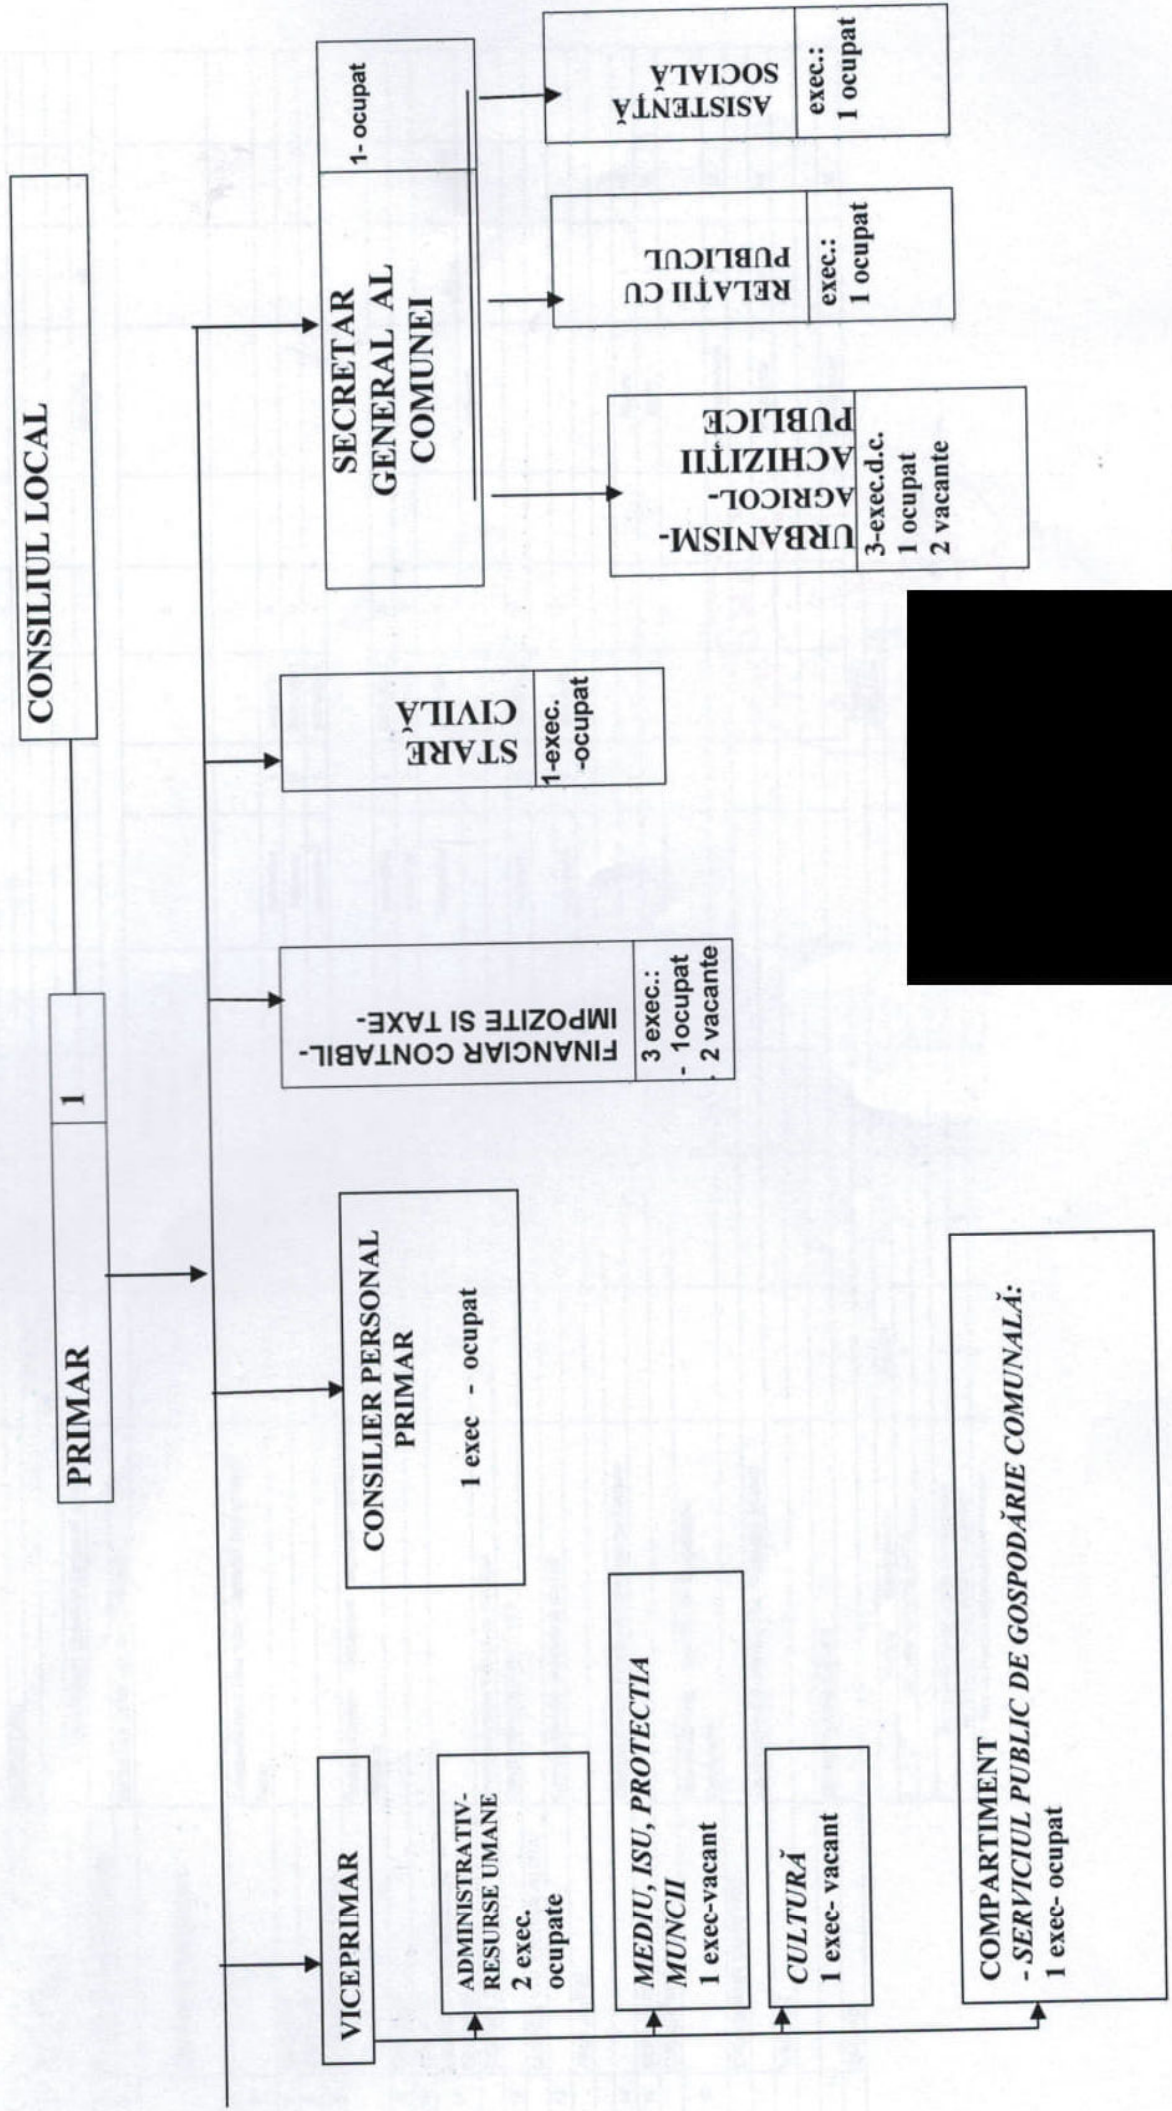 CONSILIUL LOCAL
PRIMAR
1
VICEPRIMAR
ADMINISTRATIV-
RESURSE UMANE
2 exec.
ocupate
MEDIU, ISU, PROTECTIA
MUNCII
1 exec-vacant
CULTURĂ
1 exec- vacant
COMPARTIMENT
- SERVICIUL PUBLIC DE GOSPODĂRIE COMUNALĂ:
1 exec- ocupat
CONSILIER PERSONAL
PRIMAR
1 exec - ocupat
FINANCIAR CONTABIL-
IMPOZITE SI TAXE-
3 exec.:
- 1ocupat
. 2 vacante
STARE
CIVILĂ
1-exec.
-ocupat
SECRETAR
GENERAL AL
COMUNEI
1- ocupat
URBANISM-
AGRICOL-
ACHIZIȚII
PUBLICE
3-exec.d.c.
1 ocupat
2 vacante
RELAȚII CU
PUBLICUL
exec.:
1 ocupat
ASISTENȚĂ
SOCIALĂ
exec.:
1 ocupat